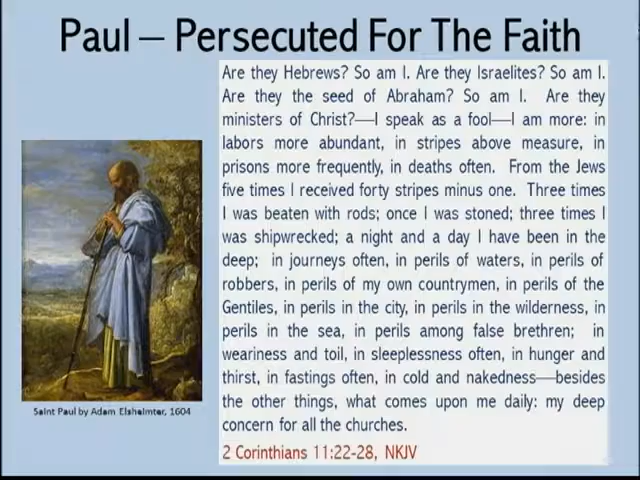 Paul – Persecuted For The Faith
Are they Hebrews? So am I. Are they Israelites? So am I.
Are they the seed of Abraham? So am I. Are they
ministers of Christ?—I speak as a fool—I am more: in
labors more abundant, in stripes above measure, in
prisons more frequently, in deaths often. From the Jews
five times I received forty stripes minus one. Three times
I was beaten with rods; once I was stoned; three times I
was shipwrecked; a night and a day I have been in the
deep; in journeys often, in perils of waters, in perils of
robbers, in perils of my own countrymen, in perils of the
Gentiles, in perils in the city, in perils in the wilderness, in
perils in the sea, in perils among false brethren; in
weariness and toil, in sleeplessness often, in hunger and
thirst, in fastings often, in cold and nakedness—besides
the other things, what comes upon me daily: my deep
concern for all the churches.
2 Corinthians 11:22-28, NKJV
Saint Paul by Adam Elsheimter, 1604